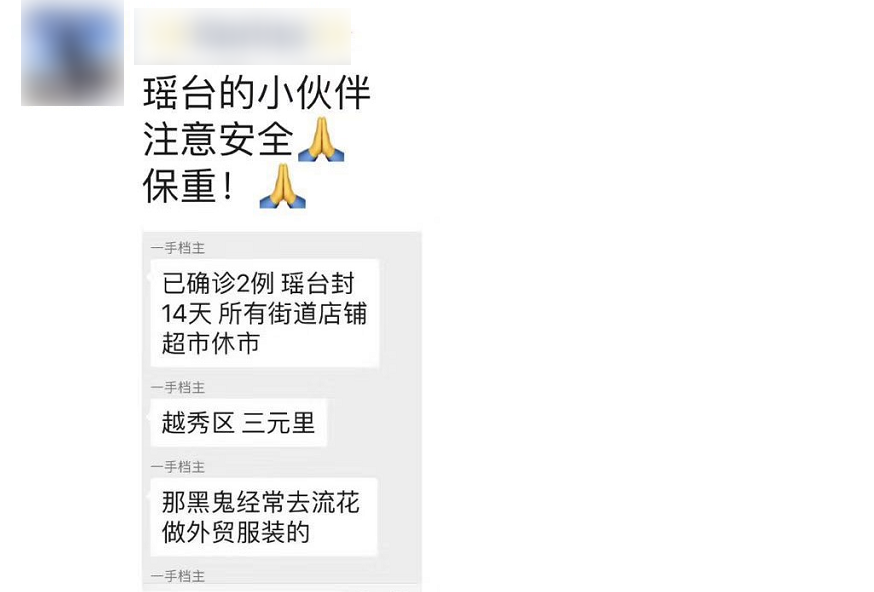 瑶台的小伙伴
注意安全🙏
保重！🙏
一手档主
已确诊2例 瑶台封
14天 所有街道店铺
超市休市
一手档主
越秀区 三元里
一手档主
那黑鬼经常去流花
做外贸服装的
一手档主